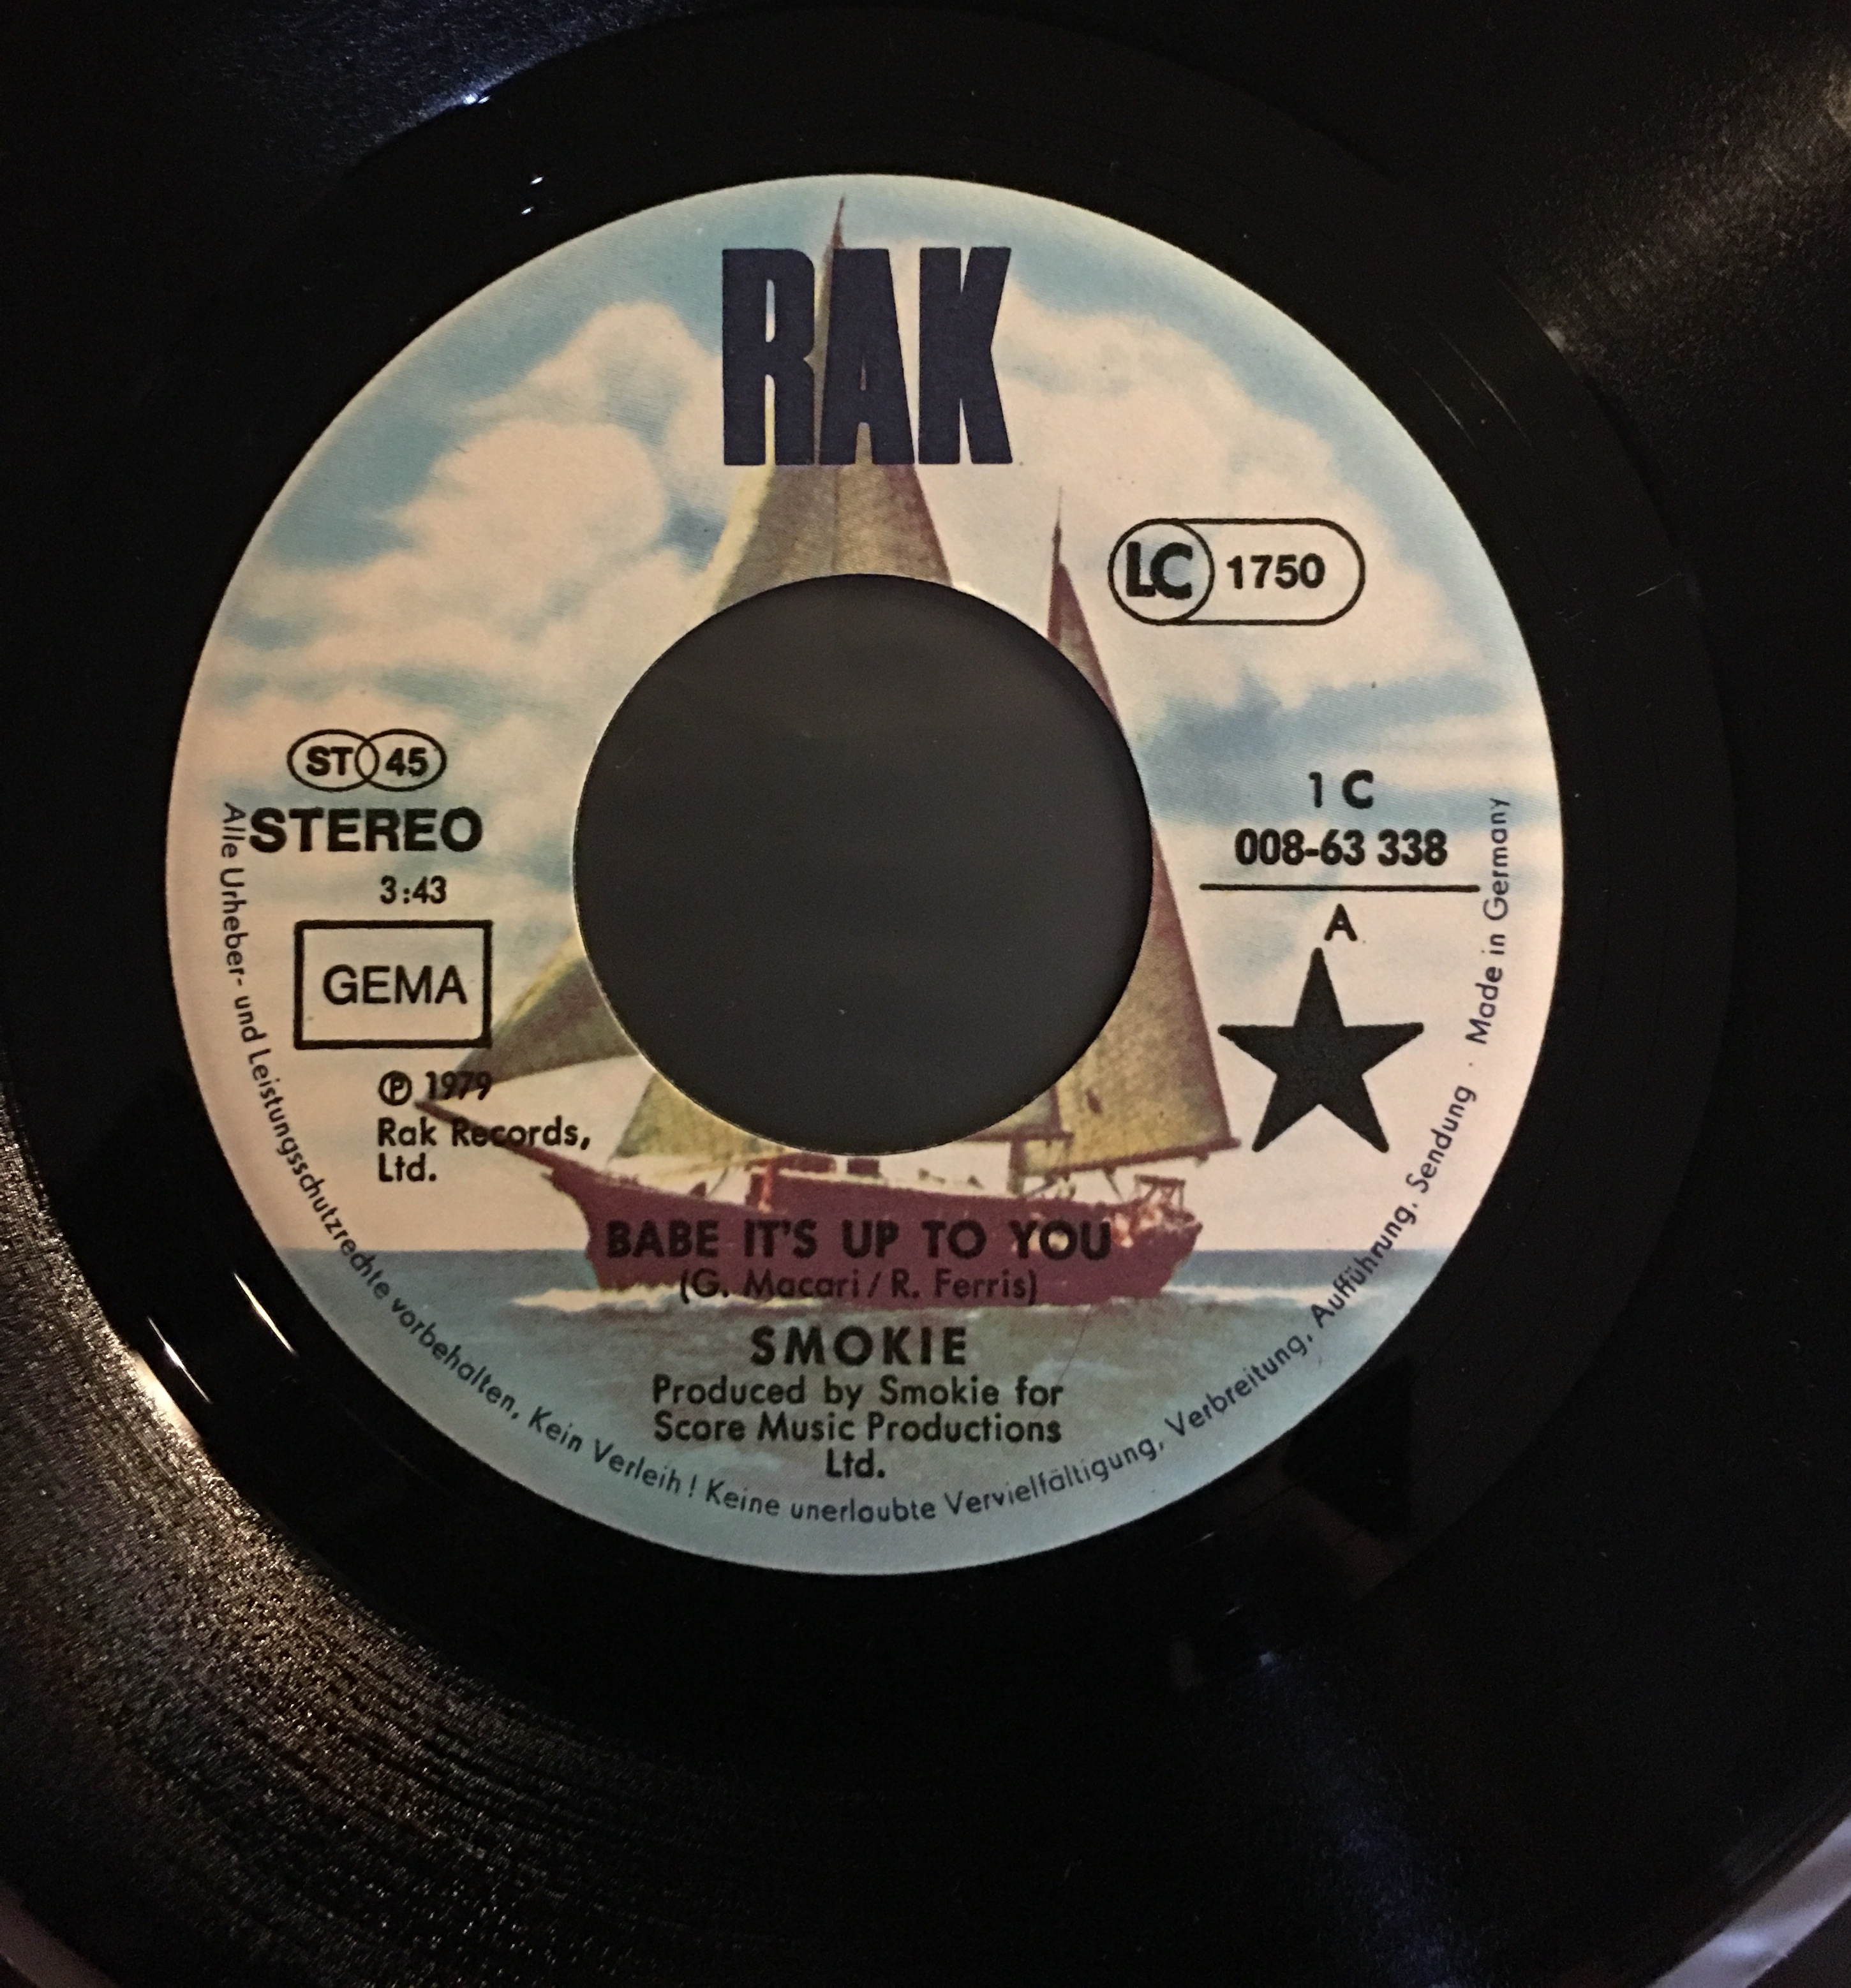 RAK
LC 1750
ST 45
STEREO
3:43
GEMA
℗ 1979
Rak Records,
Ltd.
1 C
008-63 338
A
BABE IT'S UP TO YOU
(G. Macari / R. Ferris)
SMOKIE
Produced by Smokie for
Score Music Productions
Ltd.
Alle Urheber- und Leistungsschutzrechte vorbehalten, Kein Verleih! Keine unerlaubte Vervielfältigung, Verbreitung, Aufführung, Sendung · Made in Germany